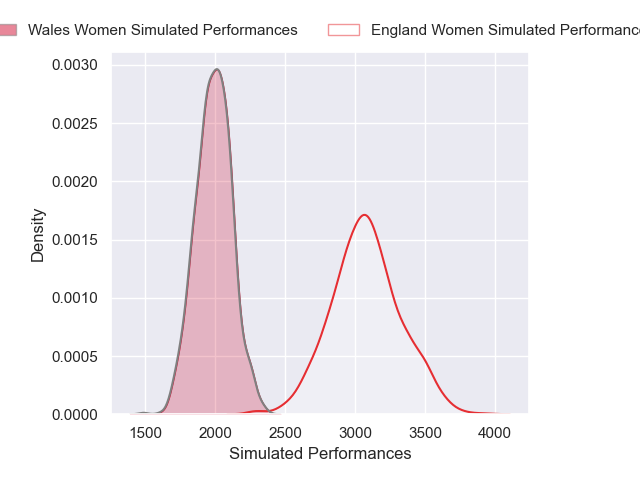 Wales Women Simulated Performances England Women Simulated
0.0030
0.0025
0.0020
0.0015
0.0010
0.0005
0.0000
Density
1500 2000 2500 3000 3500 4000
Simulated Performances